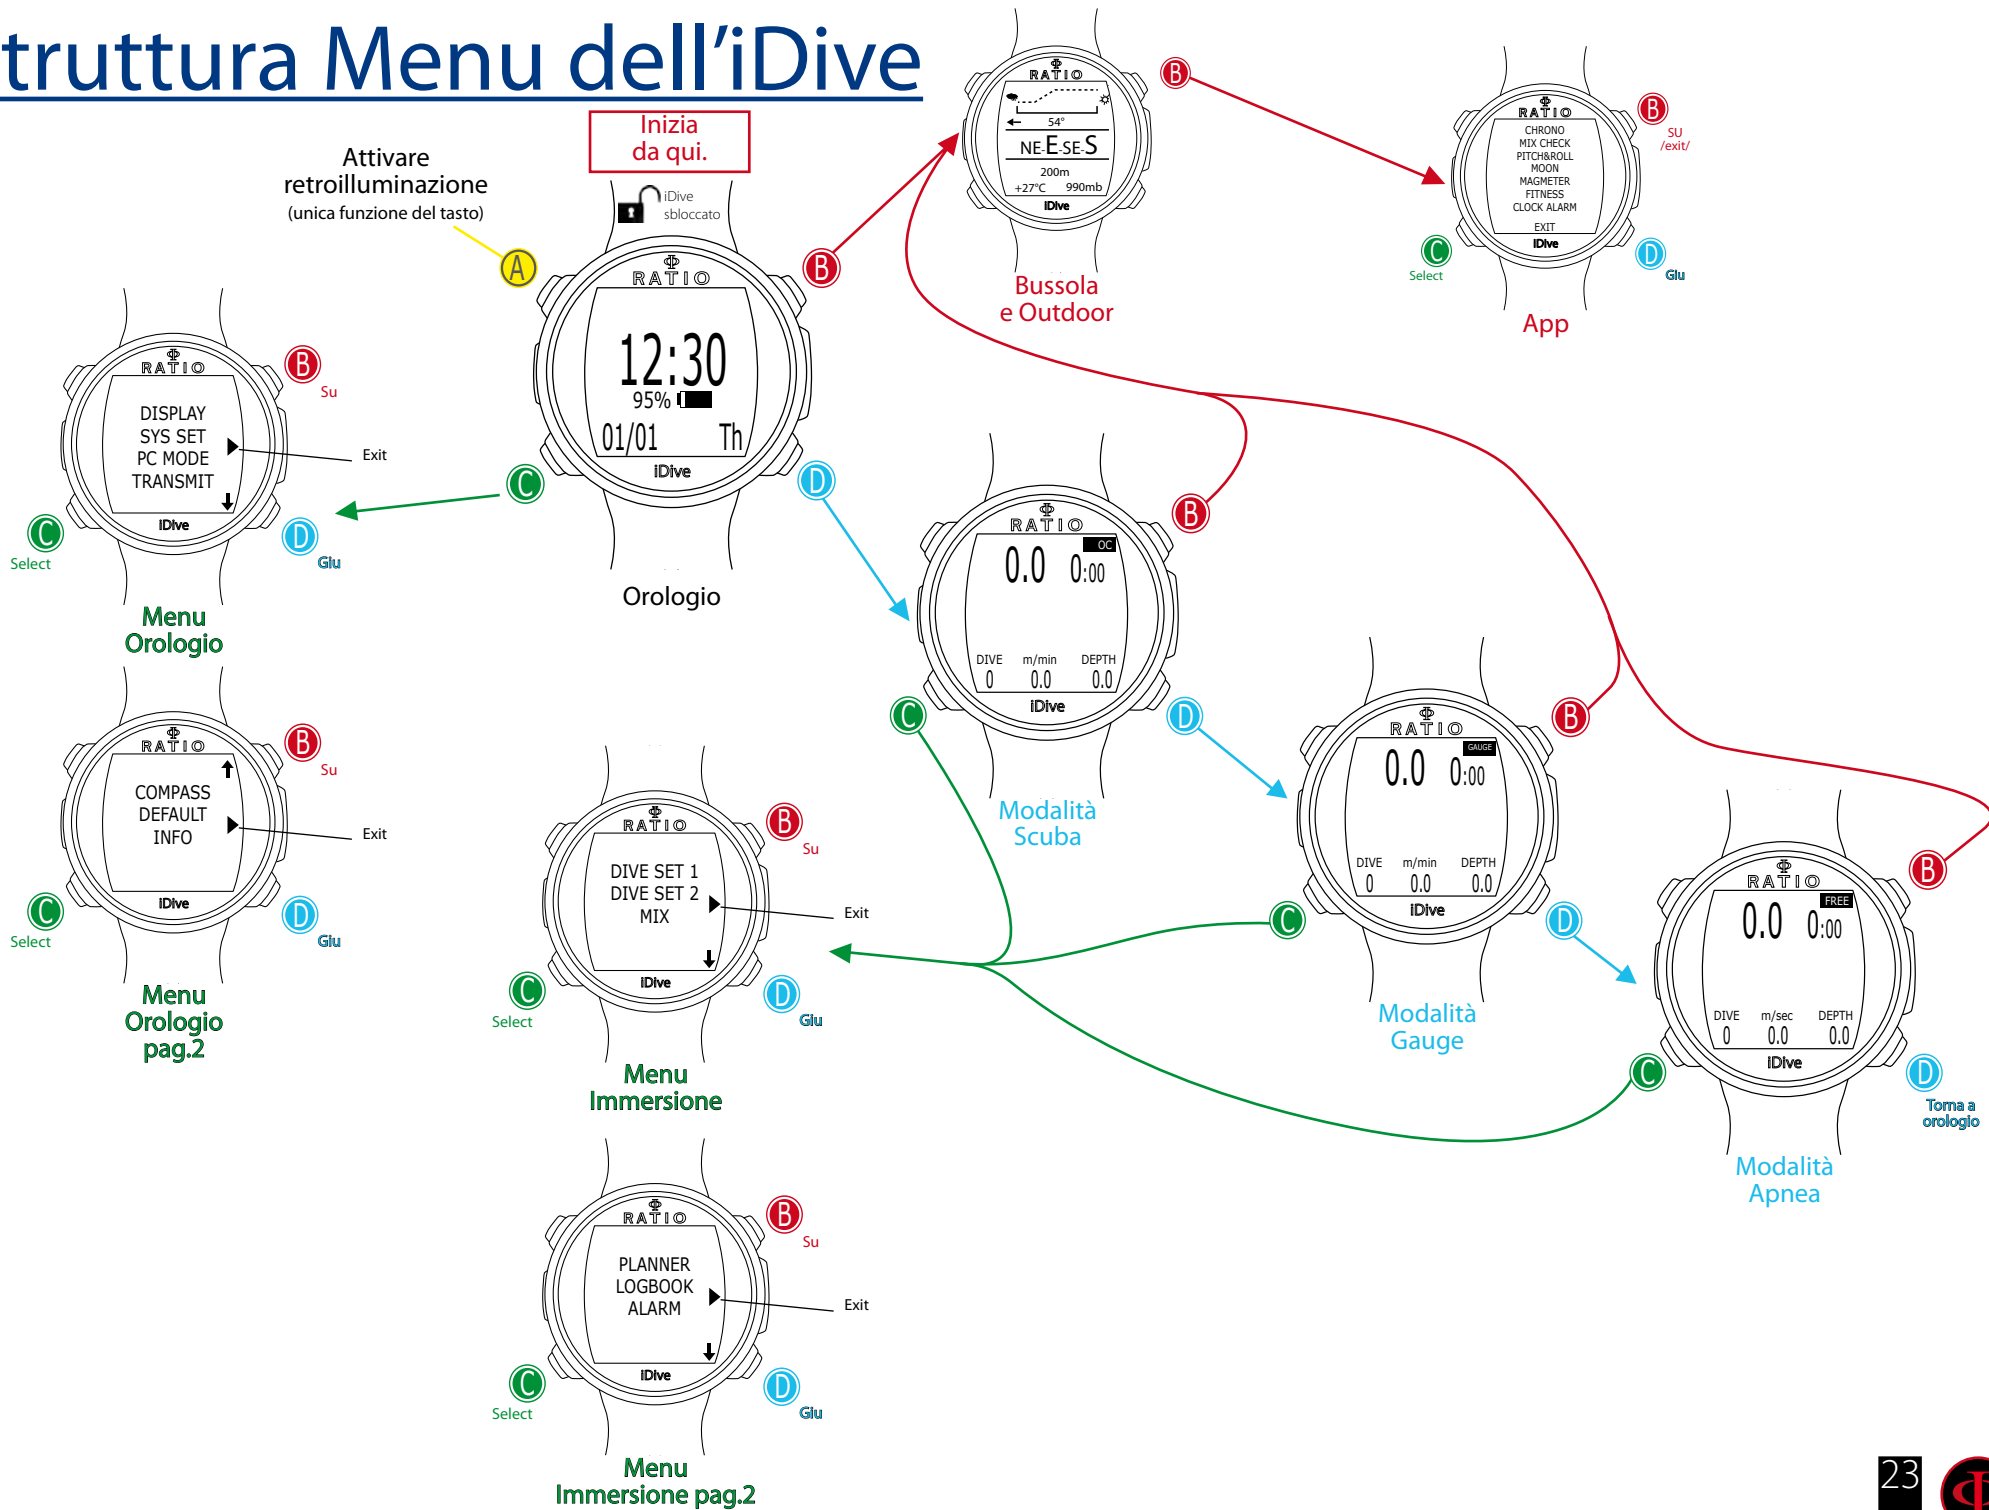 truttura Menu dell'iDive
Inizia
da qui.
Attivare
retroilluminazione
(unica funzione del tasto)
iDive
sbloccato
A
B
RATIO
12:30
95%
01/01 Th
iDive
C
D
Orologio
RATIO
54°
NE-E-SE-S
200m
+27°C 990mb
iDive
B
Bussola
e Outdoor
RATIO
CHRONO
MIX CHECK
PITCH&ROLL
MOON
MAGMETER
FITNESS
CLOCK ALARM
EXIT
iDive
B
SU
/exit/
C
Select
D
Giu
App
RATIO
DISPLAY
SYS SET
PC MODE
TRANSMIT
iDive
B
Su
Exit
C
Select
D
Giu
Menu
Orologio
RATIO
COMPASS
DEFAULT
INFO
iDive
B
Su
Exit
C
Select
D
Giu
Menu
Orologio
pag.2
RATIO
OC
0.0 0:00
DIVE m/min DEPTH
0 0.0 0.0
iDive
B
C
D
Modalità
Scuba
RATIO
GAUGE
0.0 0:00
DIVE m/min DEPTH
0 0.0 0.0
iDive
B
C
D
Modalità
Gauge
RATIO
FREE
0.0 0:00
DIVE m/sec DEPTH
0 0.0 0.0
iDive
B
C
D
Torna a
orologio
Modalità
Apnea
RATIO
DIVE SET 1
DIVE SET 2
MIX
iDive
B
Su
Exit
C
Select
D
Giu
Menu
Immersione
RATIO
PLANNER
LOGBOOK
ALARM
iDive
B
Su
Exit
C
Select
D
Giu
Menu
Immersione pag.2
23